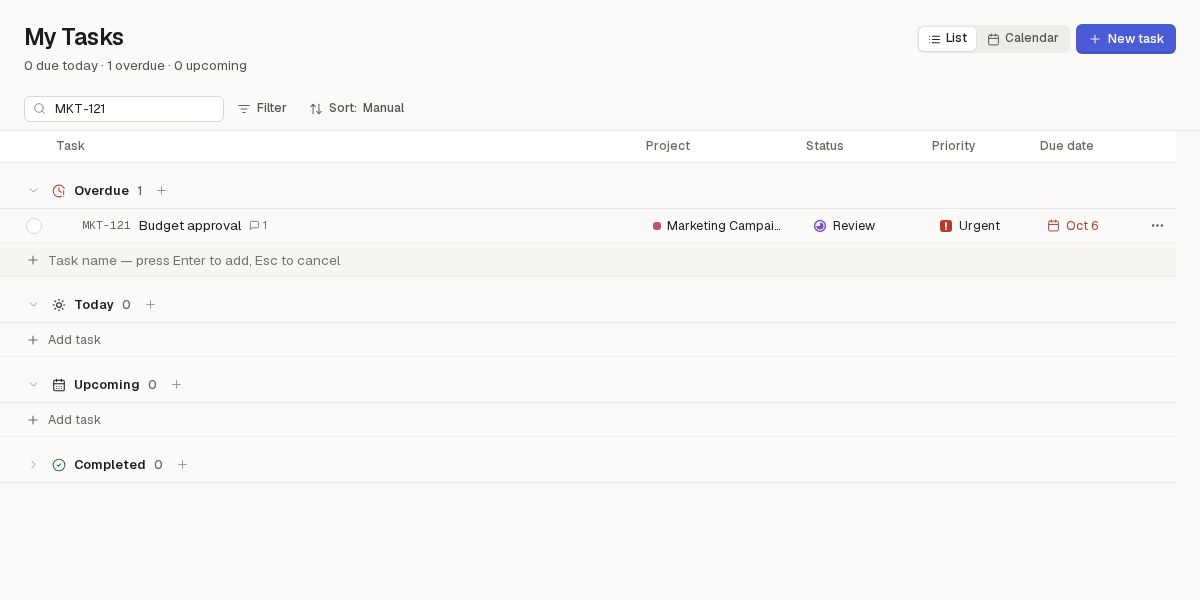 My Tasks
0 due today · 1 overdue · 0 upcoming
List
Calendar
New task
MKT-121
Filter
Sort: Manual
Task Project Status Priority Due date
Overdue 1
MKT-121 Budget approval 1 Marketing Campai… Review Urgent Oct 6
Task name — press Enter to add, Esc to cancel
Today 0
Add task
Upcoming 0
Add task
Completed 0